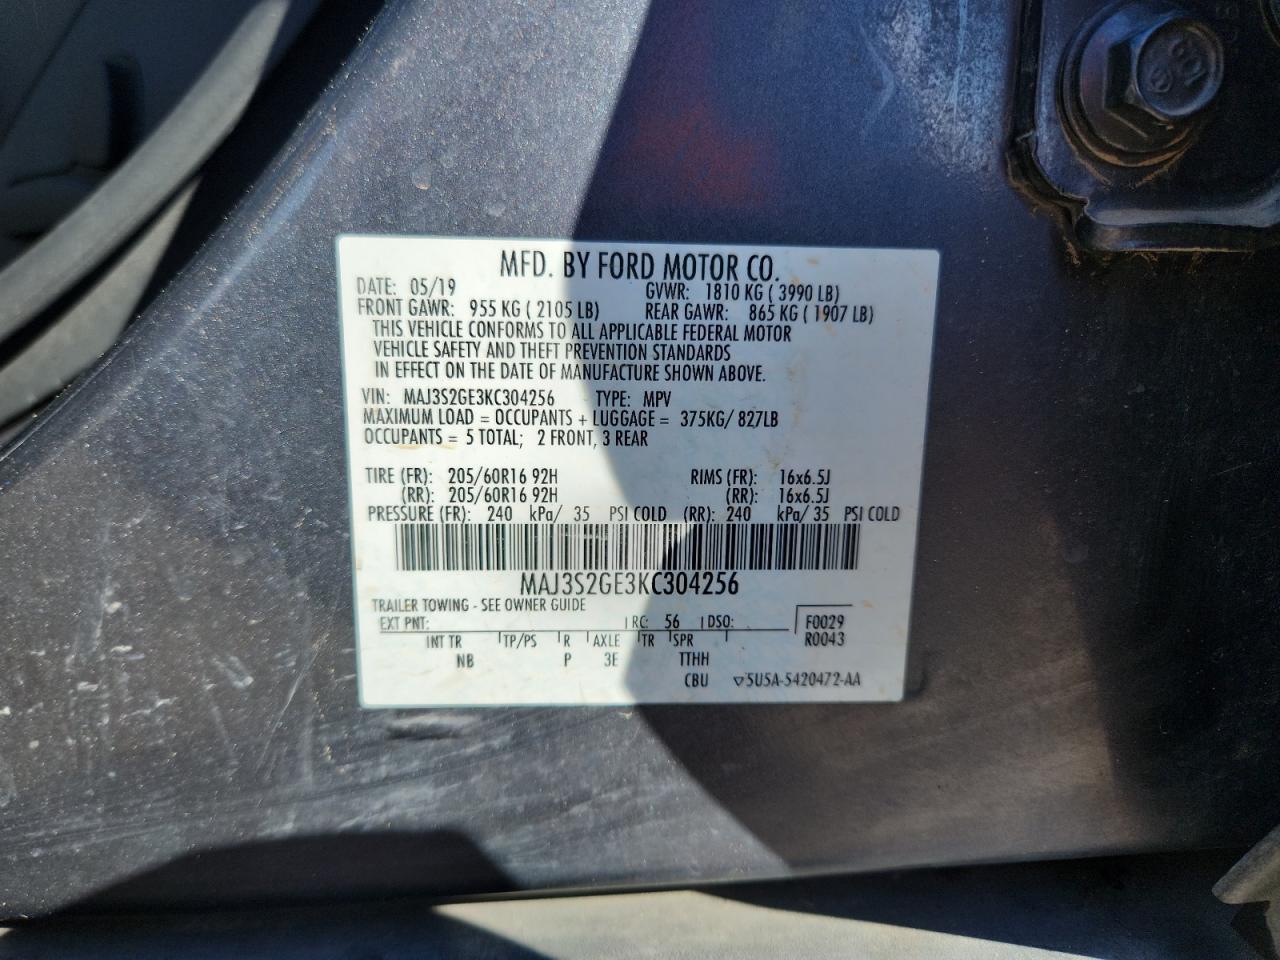 MFD. BY FORD MOTOR CO.
DATE: 05/19 GVWR: 1810 KG ( 3990 LB)
FRONT GAWR: 955 KG ( 2105 LB) REAR GAWR: 865 KG ( 1907 LB)
THIS VEHICLE CONFORMS TO ALL APPLICABLE FEDERAL MOTOR
VEHICLE SAFETY AND THEFT PREVENTION STANDARDS
IN EFFECT ON THE DATE OF MANUFACTURE SHOWN ABOVE.
VIN: MAJ3S2GE3KC304256 TYPE: MPV
MAXIMUM LOAD = OCCUPANTS + LUGGAGE = 375KG/ 827LB
OCCUPANTS = 5 TOTAL; 2 FRONT, 3 REAR
TIRE (FR): 205/60R16 92H RIMS (FR): 16x6.5J
(RR): 205/60R16 92H (RR): 16x6.5J
PRESSURE (FR): 240 kPa/ 35 PSI COLD (RR): 240 kPa/ 35 PSI COLD
MAJ3S2GE3KC304256
TRAILER TOWING - SEE OWNER GUIDE
EXT PNT: RC: 56 DSO: F0029
INT TR TP/PS R AXLE TR SPR R0043
NB P 3E TTHH
CBU ▽5U5A-5420472-AA